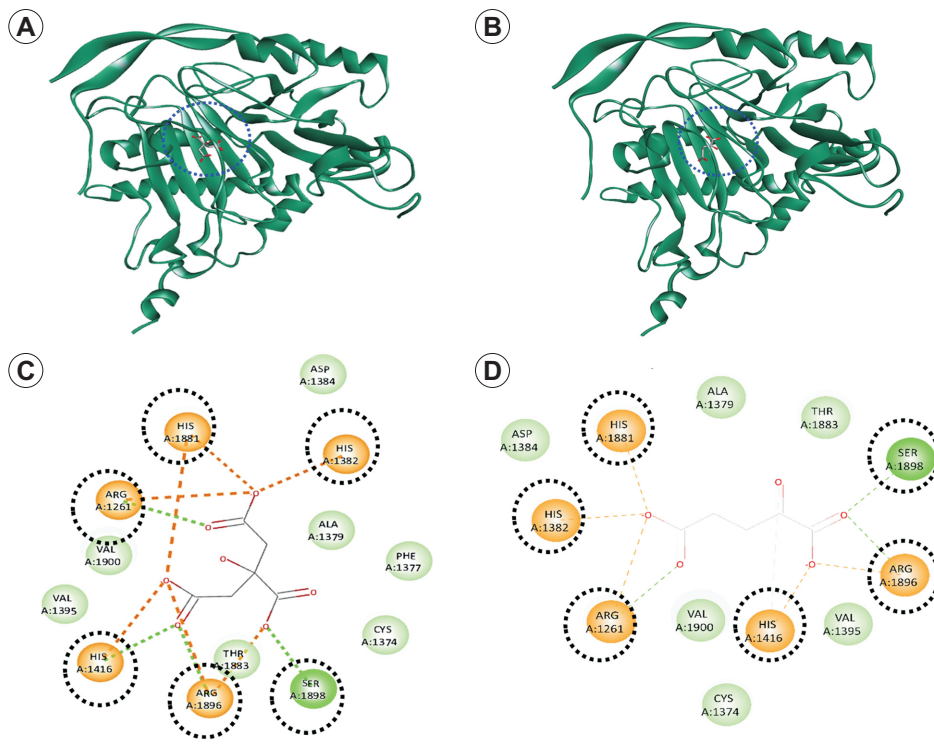 A
B
C
ASP
A:1384
HIS
A:1881
HIS
A:1382
ARG
A:1261
O
O
ALA
A:1379
VAL
A:1900
O
PHE
A:1377
O
O
VAL
A:1395
O
O
CYS
A:1374
HIS
A:1416
THR
A:1883
ARG
A:1896
SER
A:1898
D
ALA
A:1379
THR
A:1883
HIS
A:1881
ASP
A:1384
SER
A:1898
O
HIS
A:1382
O
O
O
O
ARG
A:1896
ARG
A:1261
VAL
A:1900
HIS
A:1416
VAL
A:1395
CYS
A:1374